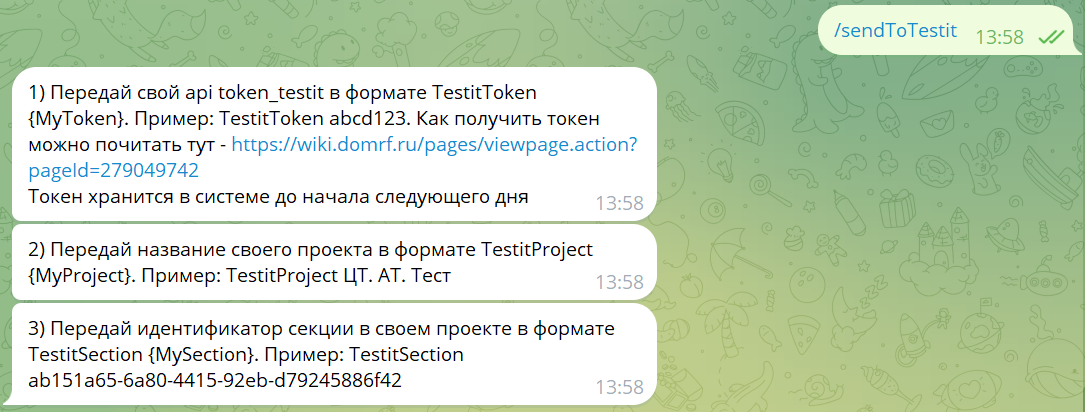 /sendToTestit 13:58
1) Передай свой api token_testit в формате TestitToken
{MyToken}. Пример: TestitToken abcd123. Как получить токен
можно почитать тут - https://wiki.domrf.ru/pages/viewpage.action?
pageId=279049742
Токен хранится в системе до начала следующего дня
13:58
2) Передай название своего проекта в формате TestitProject
{MyProject}. Пример: TestitProject ЦТ. АТ. Тест
13:58
3) Передай идентификатор секции в своем проекте в формате
TestitSection {MySection}. Пример: TestitSection
ab151a65-6a80-4415-92eb-d79245886f42
13:58